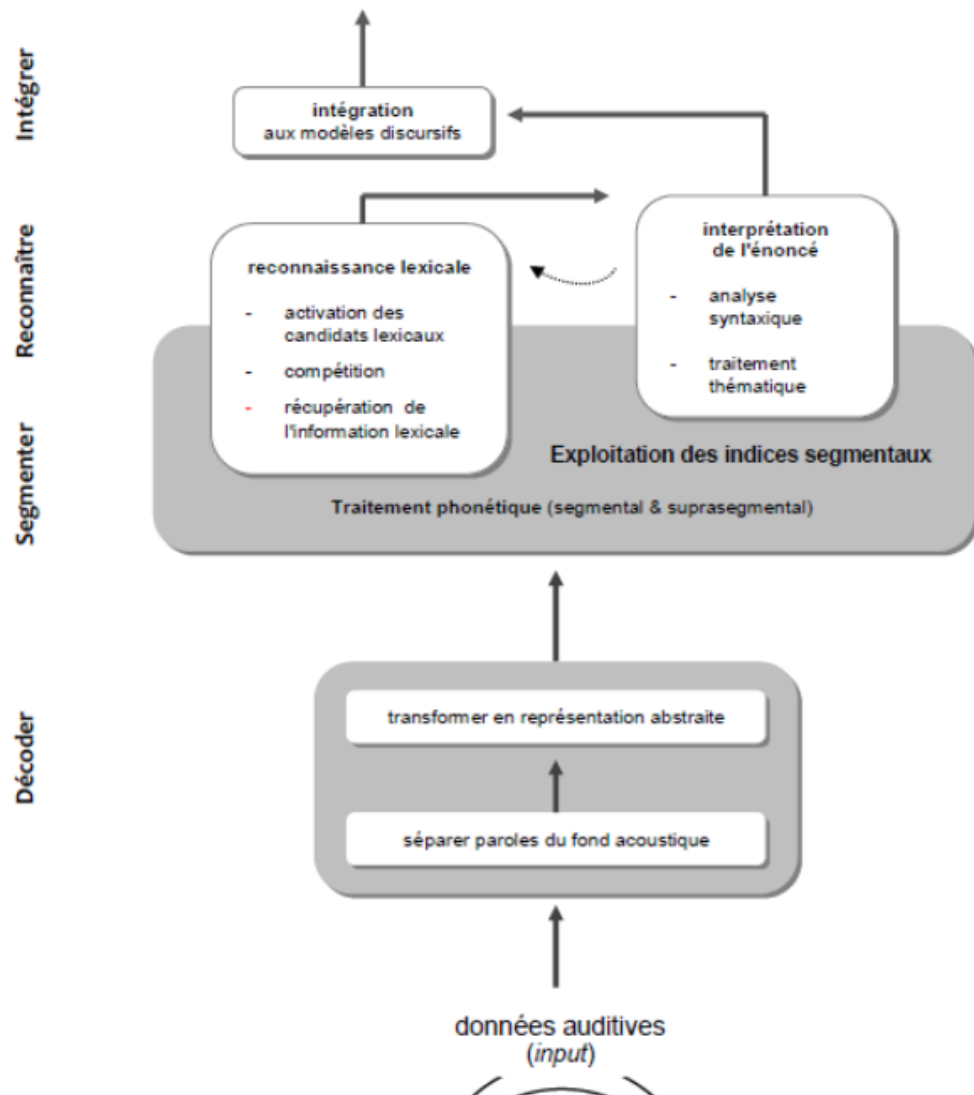 Intégrer
intégration
aux modèles discursifs
Reconnaître
reconnaissance lexicale
- activation des
candidats lexicaux
- compétition
- récupération de
l'information lexicale
interprétation
de l'énoncé
- analyse
syntaxique
- traitement
thématique
Segmenter
Exploitation des indices segmentaux
Traitement phonétique (segmental & suprasegmental)
Décoder
transformer en représentation abstraite
séparer paroles du fond acoustique
données auditives
(input)